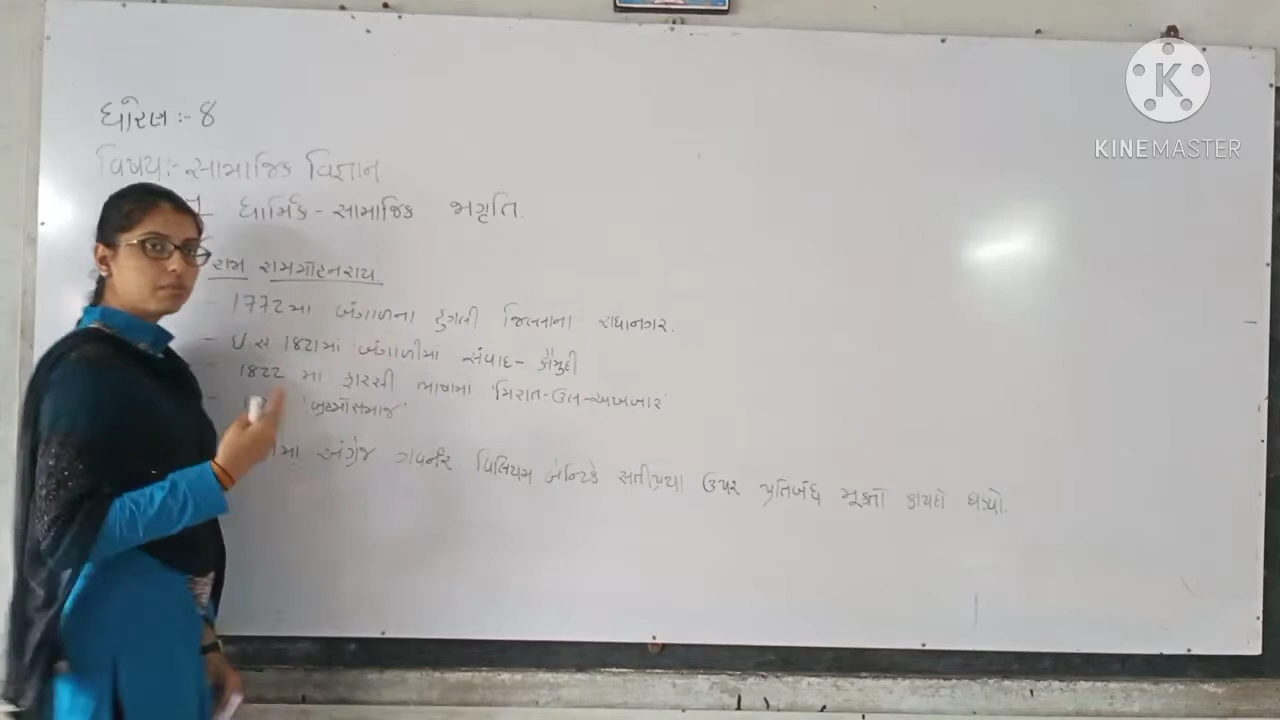 ધોરણ :- 8
વિષય :- સામાજિક વિજ્ઞાન
ધાર્મિક - સામાજિક જાગૃતિ.
રામ રામમોહનરાય
- 1772મા બંગાળના હુગલી જિલ્લાના રાધાનગર.
- ઇ.સ 1821માં બંગાળીમાં સંવાદ - કૌમુદી
- 1822 મા ફારસી ભાષામા 'મિરાત-ઉલ-અખબાર'
- 'બ્રહ્મોસમાજ'
મા અંગ્રેજ ગવર્નર વિલિયમ બેન્ટિકે સતીપ્રથા ઉપર પ્રતિબંધ મૂકતો કાયદો ઘડ્યો.
KINEMASTER